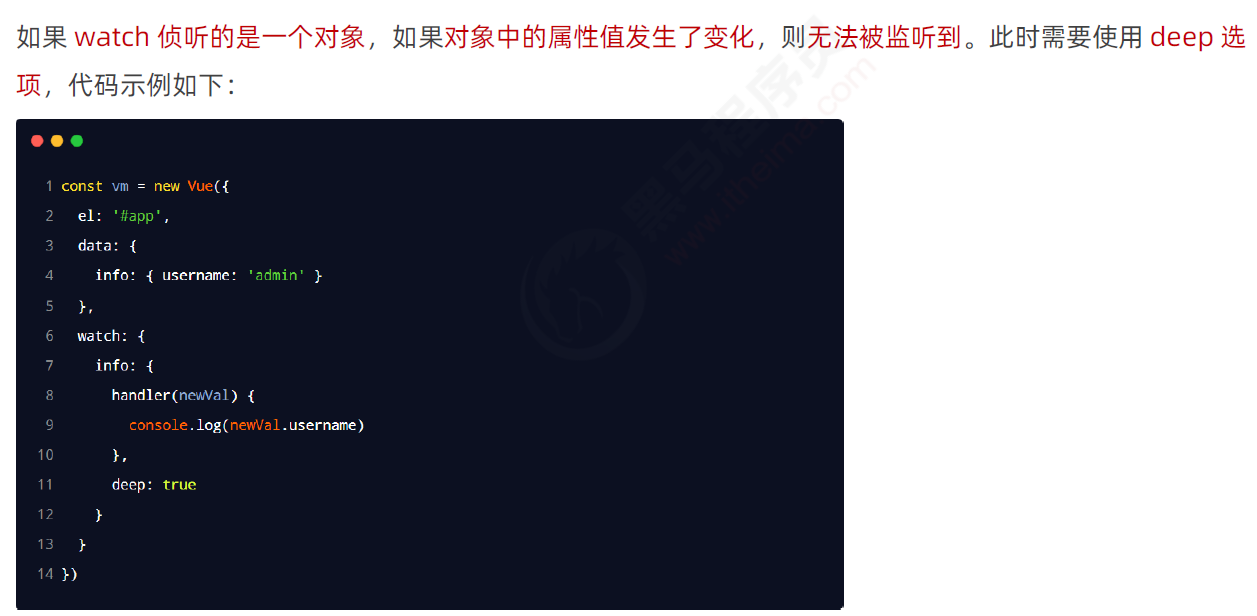 如果 watch 侦听的是一个对象，如果对象中的属性值发生了变化，则无法被监听到。此时需要使用 deep 选
项，代码示例如下：
黑马程序员
www.itheima.com
1 const vm = new Vue({
2   el: '#app',
3   data: {
4     info: { username: 'admin' }
5   },
6   watch: {
7     info: {
8       handler(newVal) {
9         console.log(newVal.username)
10       },
11       deep: true
12     }
13   }
14 })